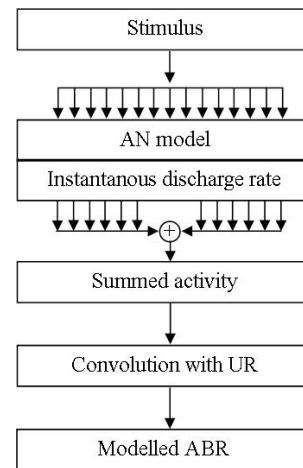 Stimulus
AN model
Instantanous discharge rate
+
Summed activity
Convolution with UR
Modelled ABR